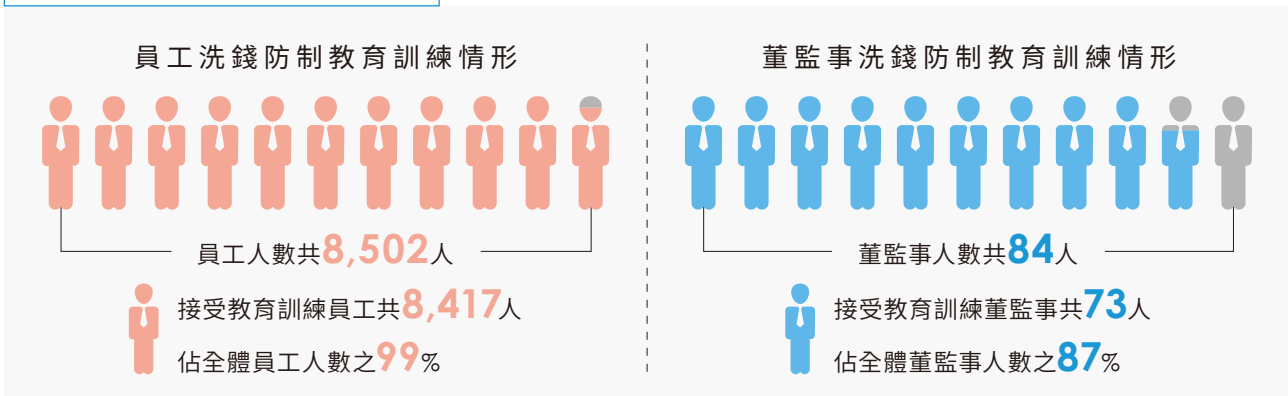 員工洗錢防制教育訓練情形
員工人數共8,502人
接受教育訓練員工共8,417人
佔全體員工人數之99%
董監事洗錢防制教育訓練情形
董監事人數共84人
接受教育訓練董監事共73人
佔全體董監事人數之87%